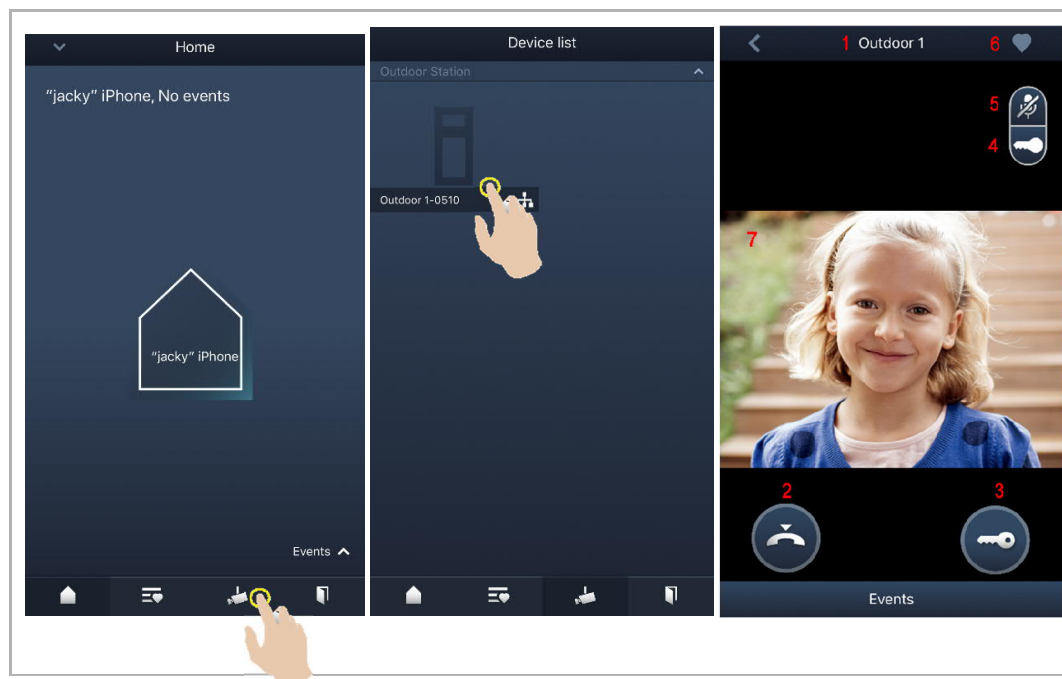 Home
"jacky" iPhone, No events
"jacky" iPhone
Events
Device list
Outdoor Station
Outdoor 1-0510
1 Outdoor 1 6
5
4
7
2 3
Events